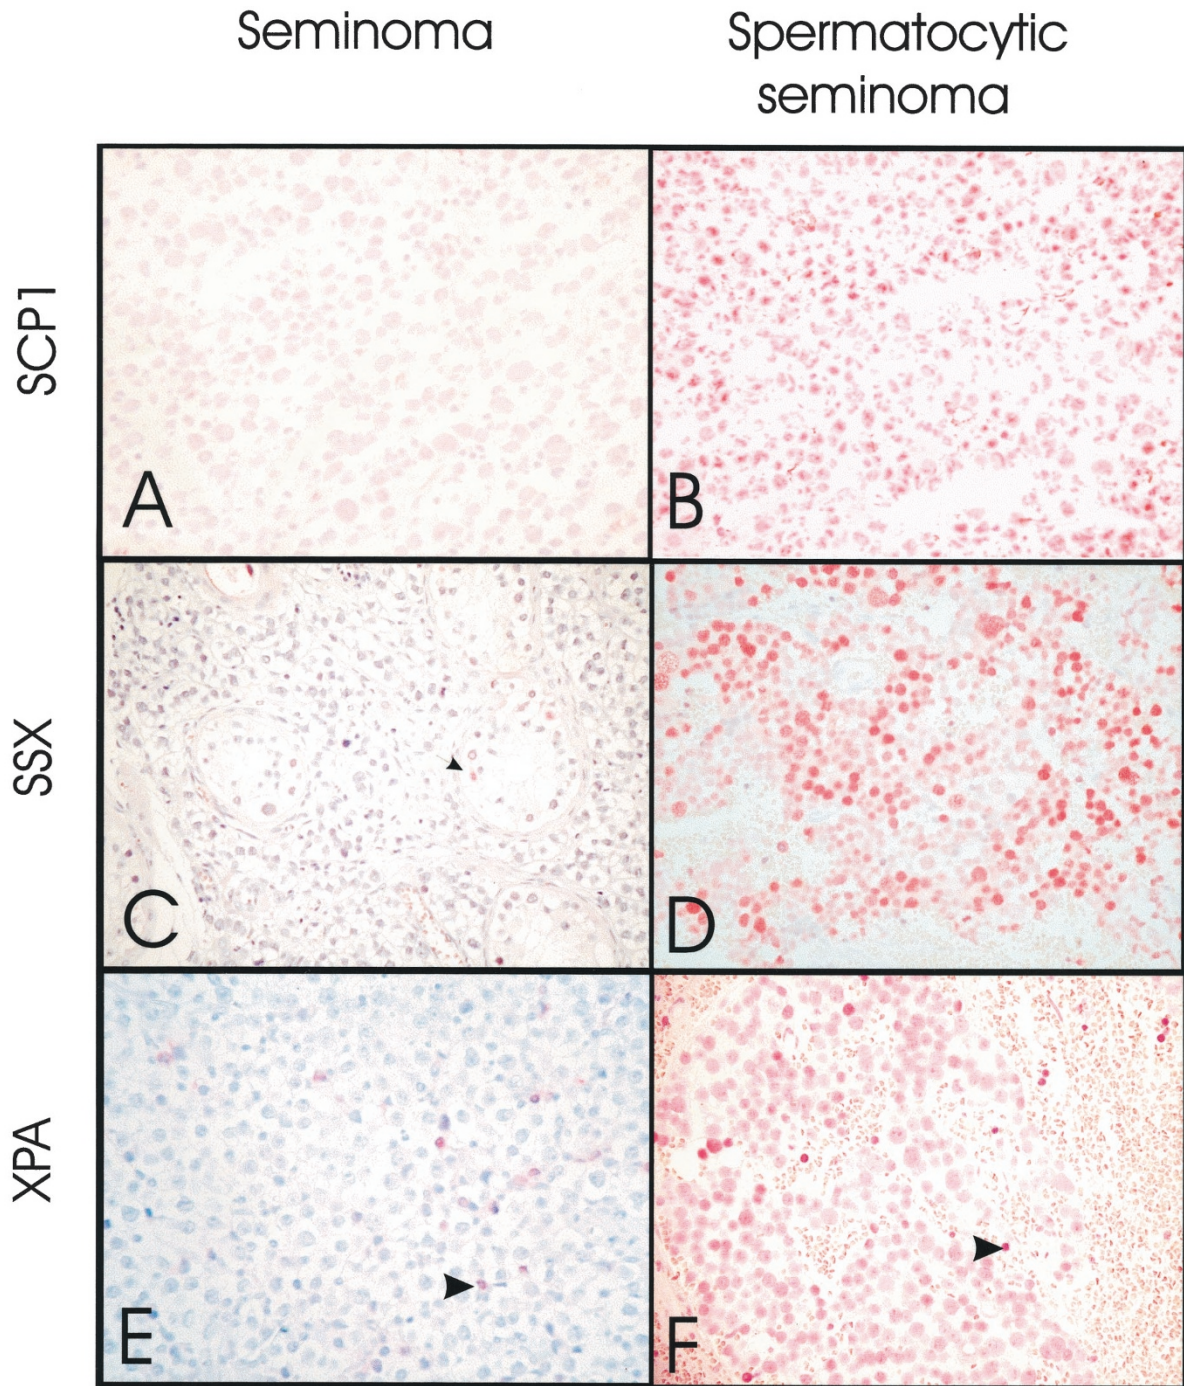 Seminoma
Spermatocytic
seminoma
SCP1
A
B
SSX
C
D
XPA
E
F